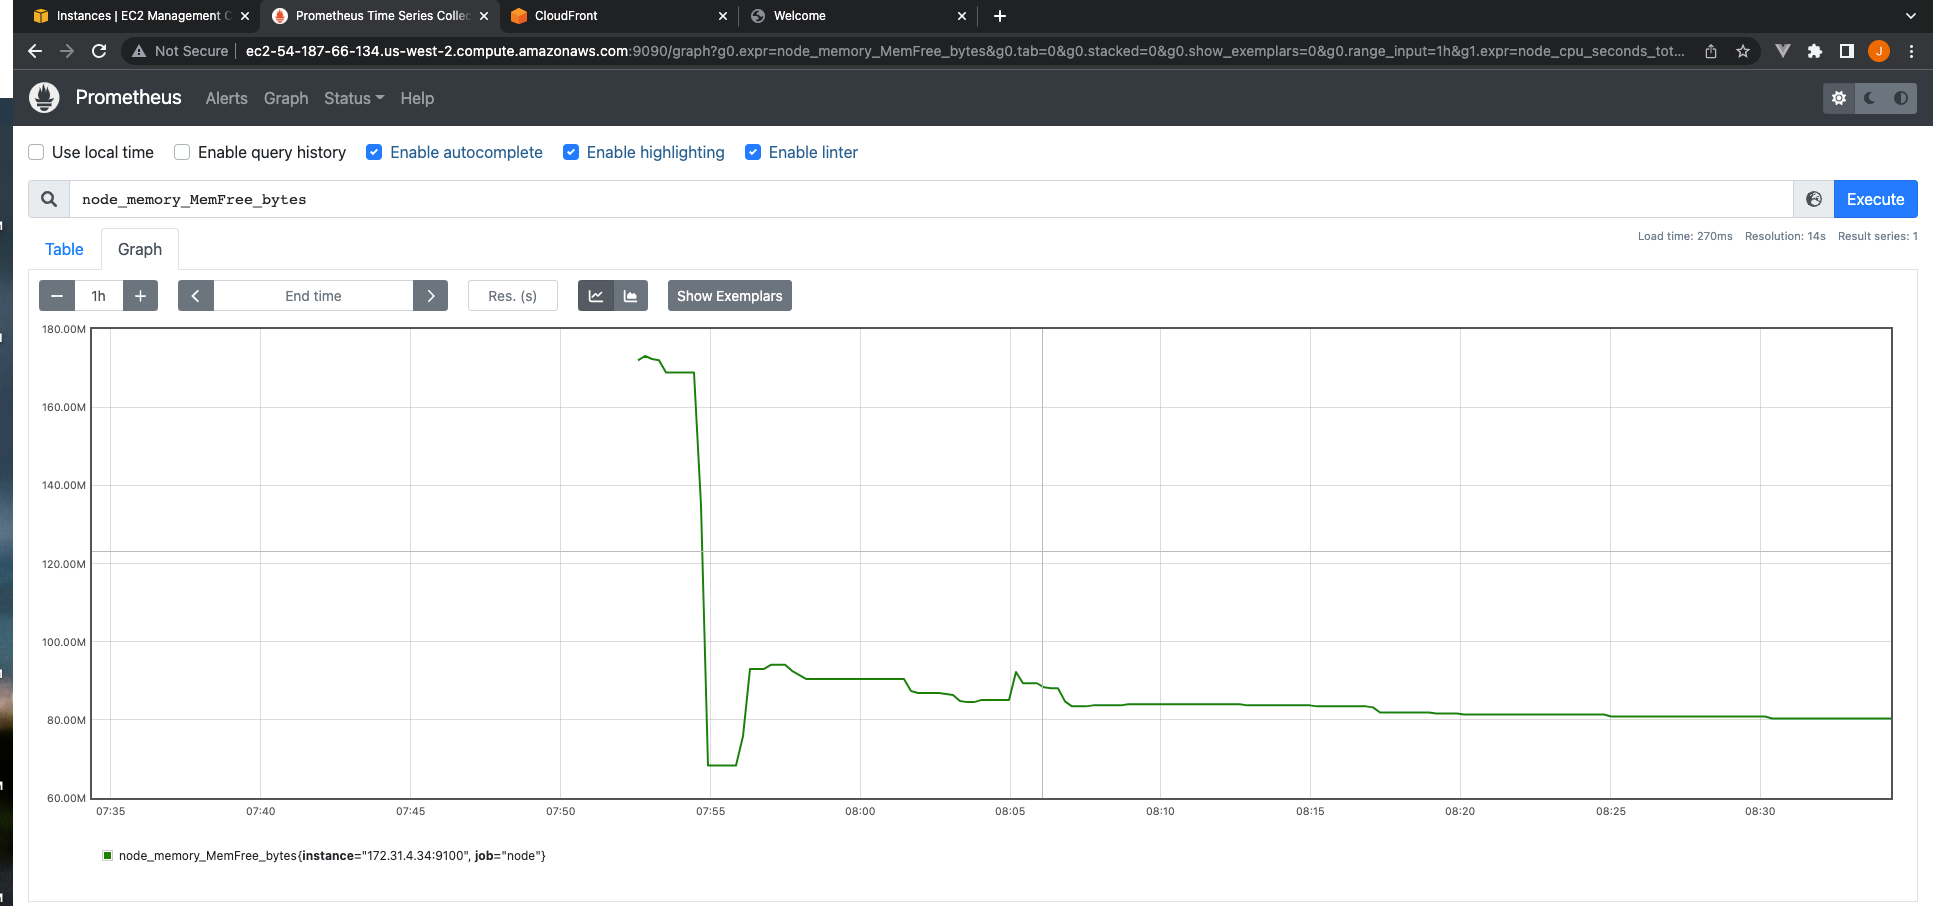 Instances | EC2 Management C
Prometheus Time Series Collec
CloudFront
Welcome
Not Secure
ec2-54-187-66-134.us-west-2.compute.amazonaws.com:9090/graph?g0.expr=node_memory_MemFree_bytes&g0.tab=0&g0.stacked=0&g0.show_exemplars=0&g0.range_input=1h&g1.expr=node_cpu_seconds_tot...
J
Prometheus
Alerts
Graph
Status
Help
Use local time
Enable query history
Enable autocomplete
Enable highlighting
Enable linter
node_memory_MemFree_bytes
Execute
Load time: 270ms Resolution: 14s Result series: 1
Table
Graph
1h
End time
Res. (s)
Show Exemplars
180.00M
160.00M
140.00M
120.00M
100.00M
80.00M
60.00M
07:35 07:40 07:45 07:50 07:55 08:00 08:05 08:10 08:15 08:20 08:25 08:30
node_memory_MemFree_bytes{instance="172.31.4.34:9100", job="node"}